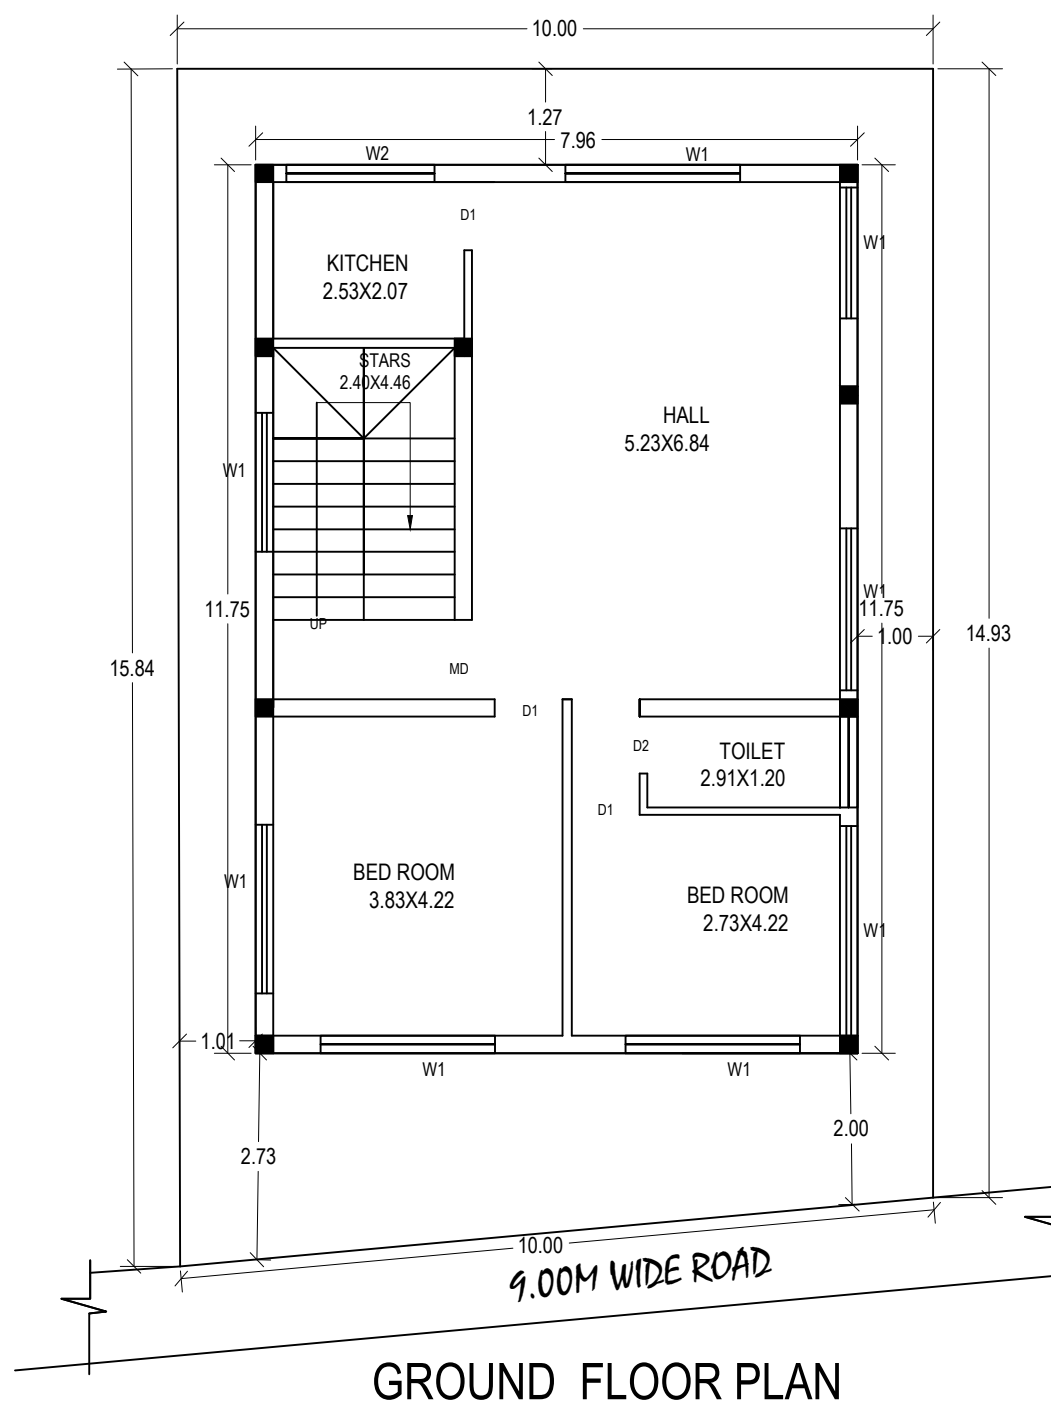 10.00
1.27
7.96
W2
W1
D1
W1
KITCHEN
2.53X2.07
STARS
2.40X4.46
HALL
5.23X6.84
W1
W1
11.75
11.75
UP
1.00
14.93
15.84
MD
D1
D2
TOILET
2.91X1.20
D1
BED ROOM
3.83X4.22
W1
BED ROOM
2.73X4.22
W1
1.01
W1
W1
2.00
2.73
10.00
9.00M WIDE ROAD
GROUND FLOOR PLAN